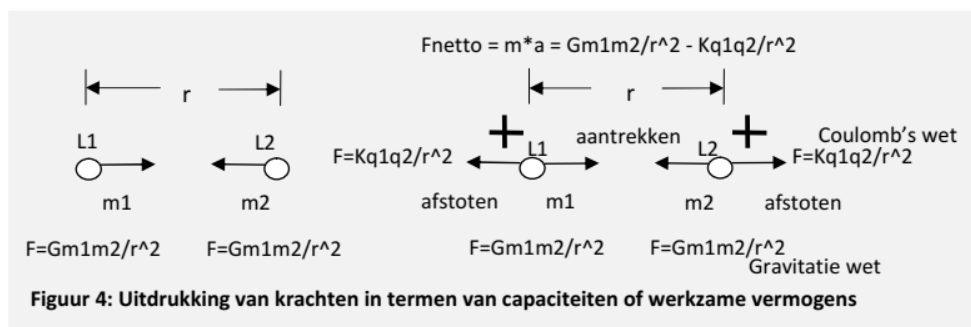 Fnetto = m*a = Gm1m2/r^2 - Kq1q2/r^2
r
r
L1
L2
L1
aantrekken
L2
Coulomb's wet
F=Kq1q2/r^2
F=Kq1q2/r^2
m1
m2
afstoten
m1
m2
afstoten
F=Gm1m2/r^2
F=Gm1m2/r^2
F=Gm1m2/r^2
F=Gm1m2/r^2
Gravitatie wet
Figuur 4: Uitdrukking van krachten in termen van capaciteiten of werkzame vermogens